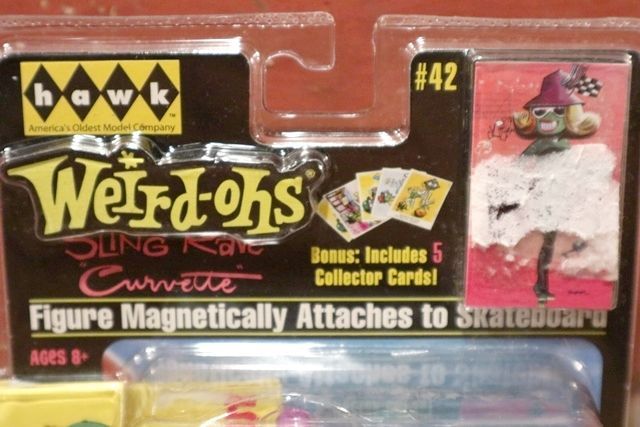 hawk™
America's Oldest Model Company
#42
Weird-ohs®
SLING Rave
"Curvette"
Bonus: Includes 5
Collector Cards!
Figure Magnetically Attaches to Skateboard
AGES 8+